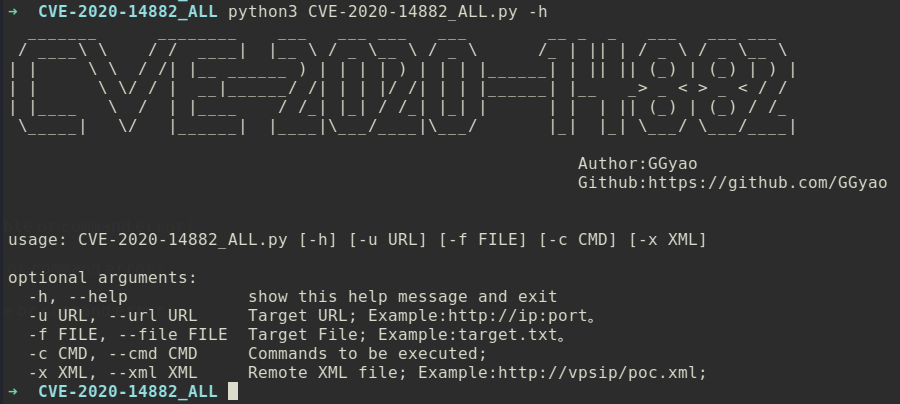 ➜ CVE-2020-14882_ALL python3 CVE-2020-14882_ALL.py -h
CVE-2020-14882
Author:GGyao
Github:https://github.com/GGyao
usage: CVE-2020-14882_ALL.py [-h] [-u URL] [-f FILE] [-c CMD] [-x XML]
optional arguments:
-h, --help show this help message and exit
-u URL, --url URL Target URL; Example:http://ip:port。
-f FILE, --file FILE Target File; Example:target.txt。
-c CMD, --cmd CMD Commands to be executed;
-x XML, --xml XML Remote XML file; Example:http://vpsip/poc.xml;
➜ CVE-2020-14882_ALL